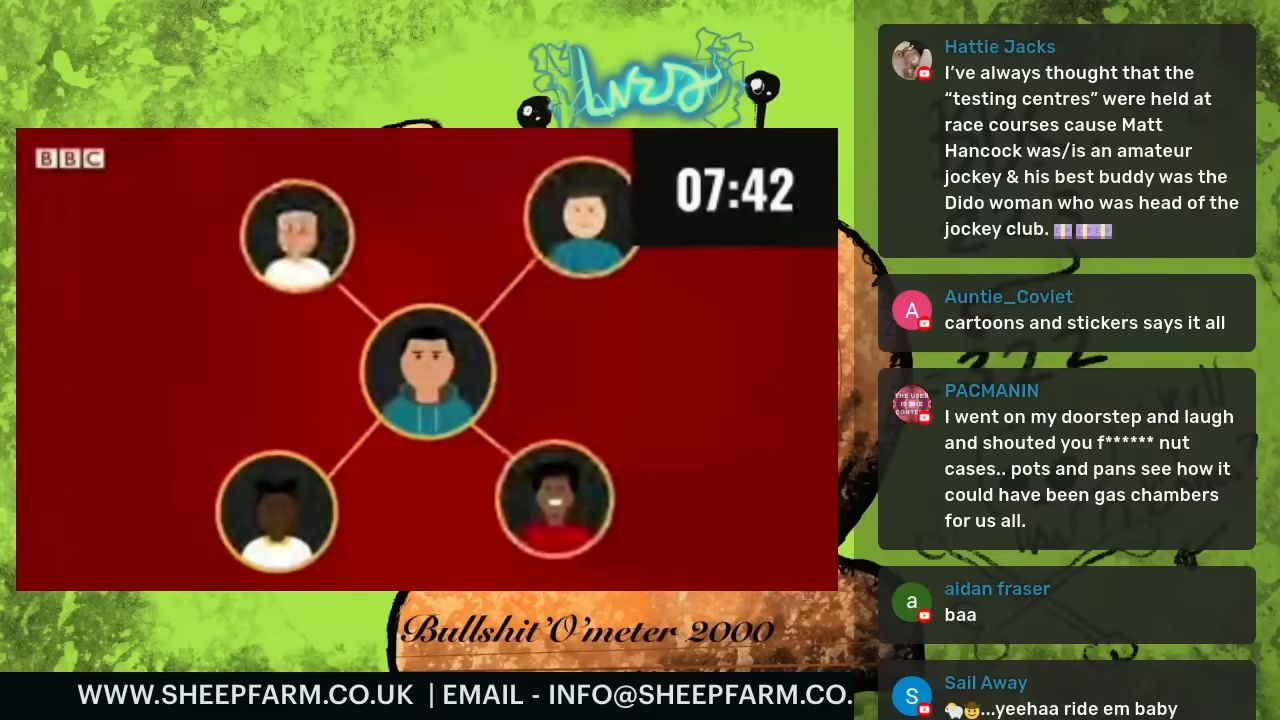 Hattie Jacks
I’ve always thought that the
“testing centres” were held at
race courses cause Matt
Hancock was/is an amateur
jockey & his best buddy was the
Dido woman who was head of the
jockey club.
BBC
07:42
Auntie_Coviet
A
cartoons and stickers says it all
PACMANIN
I went on my doorstep and laugh
and shouted you f****** nut
cases.. pots and pans see how it
could have been gas chambers
for us all.
aidan fraser
a
baa
Sail Away
S
...yeehaa ride em baby
Bullshit'O'meter 2000
WWW.SHEEPFARM.CO.UK | EMAIL - INFO@SHEEPFARM.CO.